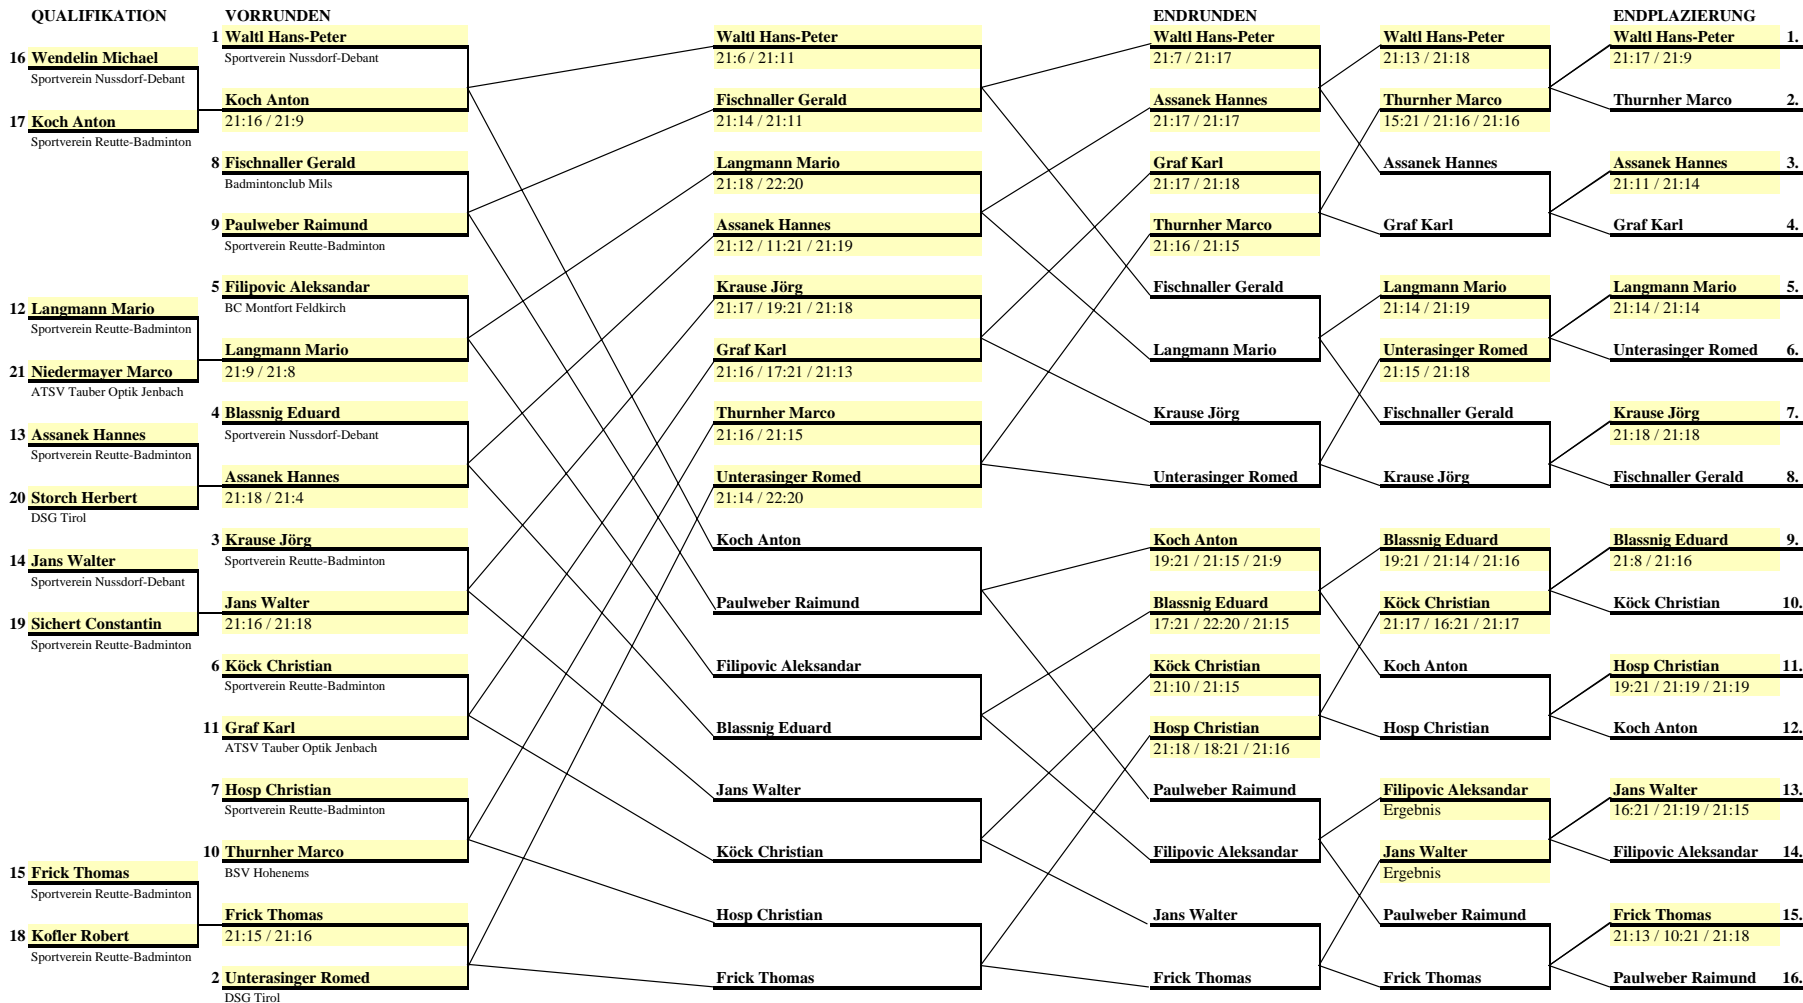 QUALIFIKATION
16 Wendelin Michael
Sportverein Nussdorf-Debant
17 Koch Anton
Sportverein Reutte-Badminton
12 Langmann Mario
Sportverein Reutte-Badminton
21 Niedermayer Marco
ATSV Tauber Optik Jenbach
13 Assanek Hannes
Sportverein Reutte-Badminton
20 Storch Herbert
DSG Tirol
14 Jans Walter
Sportverein Nussdorf-Debant
19 Sichert Constantin
Sportverein Reutte-Badminton
15 Frick Thomas
Sportverein Reutte-Badminton
18 Kofler Robert
Sportverein Reutte-Badminton
VORRUNDEN
1 Waltl Hans-Peter
Sportverein Nussdorf-Debant
Koch Anton
21:16 / 21:9
8 Fischnaller Gerald
Badmintonclub Mils
9 Paulweber Raimund
Sportverein Reutte-Badminton
5 Filipovic Aleksandar
BC Montfort Feldkirch
Langmann Mario
21:9 / 21:8
4 Blassnig Eduard
Sportverein Nussdorf-Debant
Assanek Hannes
21:18 / 21:4
3 Krause Jörg
Sportverein Reutte-Badminton
Jans Walter
21:16 / 21:18
6 Köck Christian
Sportverein Reutte-Badminton
11 Graf Karl
ATSV Tauber Optik Jenbach
7 Hosp Christian
Sportverein Reutte-Badminton
10 Thurnher Marco
BSV Hohenems
Frick Thomas
21:15 / 21:16
2 Unterasinger Romed
DSG Tirol
Waltl Hans-Peter
21:6 / 21:11
Fischnaller Gerald
21:14 / 21:11
Langmann Mario
21:18 / 22:20
Assanek Hannes
21:12 / 11:21 / 21:19
Krause Jörg
21:17 / 19:21 / 21:18
Graf Karl
21:16 / 17:21 / 21:13
Thurnher Marco
21:16 / 21:15
Unterasinger Romed
21:14 / 22:20
Koch Anton
Paulweber Raimund
Filipovic Aleksandar
Blassnig Eduard
Jans Walter
Köck Christian
Hosp Christian
Frick Thomas
ENDRUNDEN
Waltl Hans-Peter
21:7 / 21:17
Assanek Hannes
21:17 / 21:17
Graf Karl
21:17 / 21:18
Thurnher Marco
21:16 / 21:15
Fischnaller Gerald
Langmann Mario
Krause Jörg
Unterasinger Romed
Koch Anton
19:21 / 21:15 / 21:9
Blassnig Eduard
17:21 / 22:20 / 21:15
Köck Christian
21:10 / 21:15
Hosp Christian
21:18 / 18:21 / 21:16
Paulweber Raimund
Filipovic Aleksandar
Jans Walter
Frick Thomas
Waltl Hans-Peter
21:13 / 21:18
Thurnher Marco
15:21 / 21:16 / 21:16
Assanek Hannes
Graf Karl
Langmann Mario
21:14 / 21:19
Unterasinger Romed
21:15 / 21:18
Fischnaller Gerald
Krause Jörg
Blassnig Eduard
19:21 / 21:14 / 21:16
Köck Christian
21:17 / 16:21 / 21:17
Koch Anton
Hosp Christian
Filipovic Aleksandar
Ergebnis
Jans Walter
Ergebnis
Paulweber Raimund
Frick Thomas
ENDPLAZIERUNG
Waltl Hans-Peter 1.
21:17 / 21:9
Thurnher Marco 2.
Assanek Hannes 3.
21:11 / 21:14
Graf Karl 4.
Langmann Mario 5.
21:14 / 21:14
Unterasinger Romed 6.
Krause Jörg 7.
21:18 / 21:18
Fischnaller Gerald 8.
Blassnig Eduard 9.
21:8 / 21:16
Köck Christian 10.
Hosp Christian 11.
19:21 / 21:19 / 21:19
Koch Anton 12.
Jans Walter 13.
16:21 / 21:19 / 21:15
Filipovic Aleksandar 14.
Frick Thomas 15.
21:13 / 10:21 / 21:18
Paulweber Raimund 16.